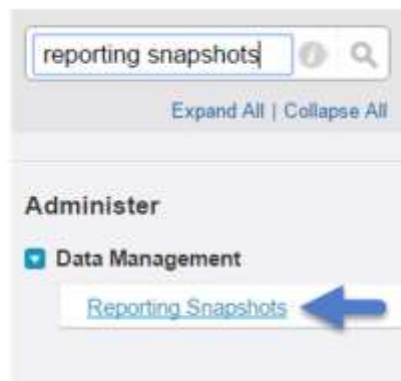 reporting snapshots
Expand All | Collapse All
Administer
Data Management
Reporting Snapshots